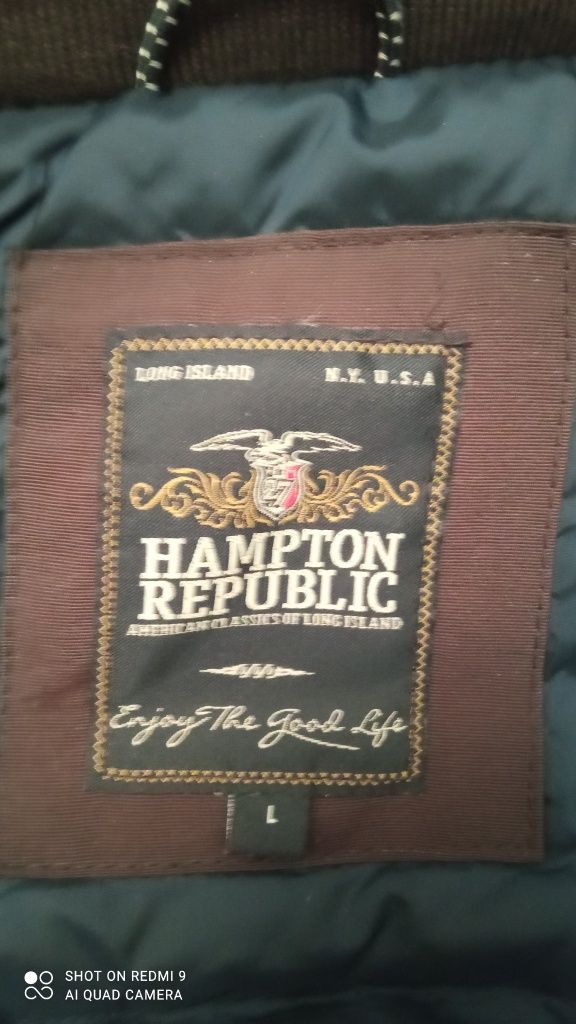 LONG ISLAND N.Y. U.S.A
27
HAMPTON
REPUBLIC
AMERICAN CLASSICS OF LONG ISLAND
Enjoy The Good Life
L
SHOT ON REDMI 9
AI QUAD CAMERA